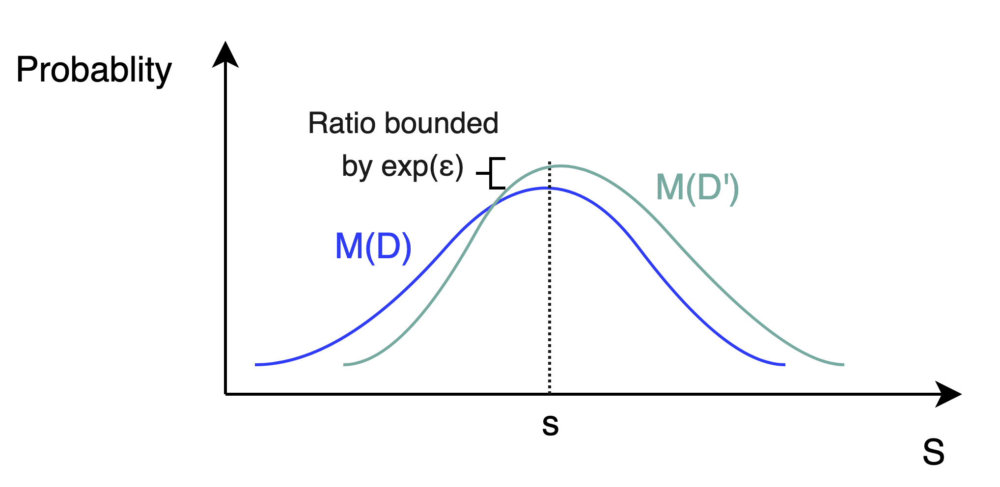 Probablity
Ratio bounded
by exp(ε)
M(D')
M(D)
s
S